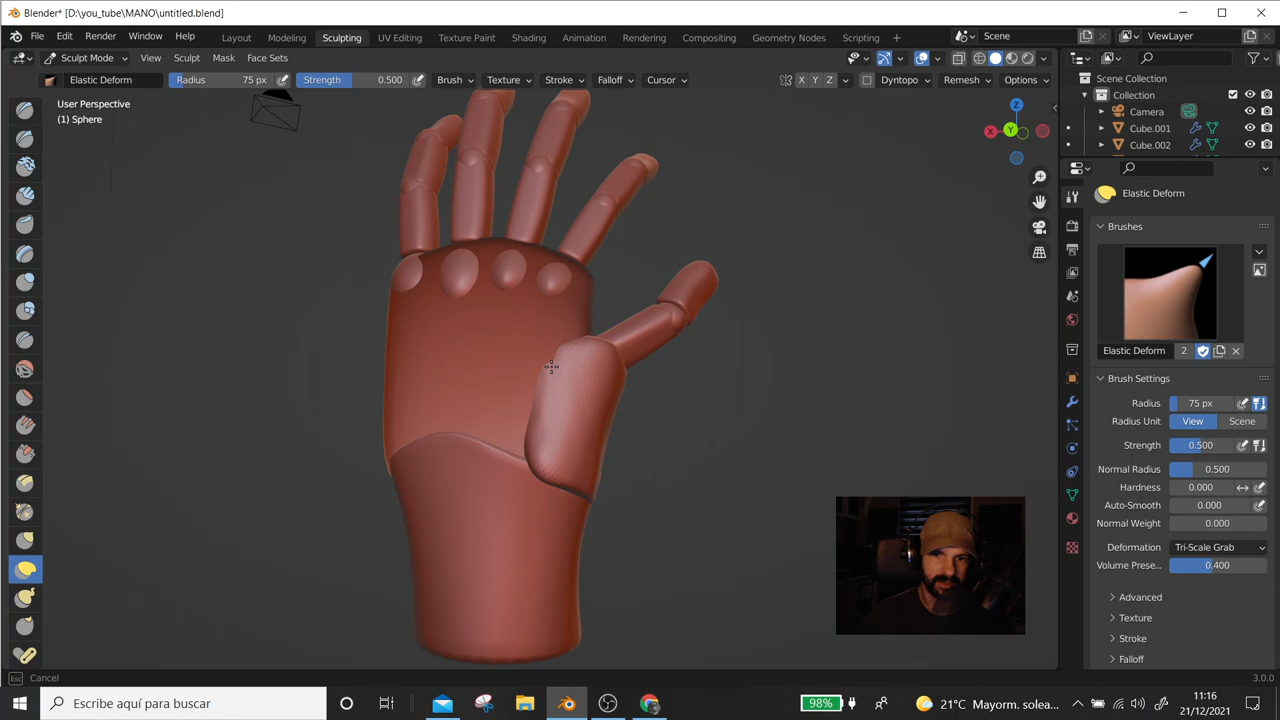 Blender* [D:\you_tube\MANO\untitled.blend]
File Edit Render Window Help Layout Modeling Sculpting UV Editing Texture Paint Shading Animation Rendering Compositing Geometry Nodes Scripting + Scene ViewLayer
Sculpt Mode View Sculpt Mask Face Sets
Elastic Deform Radius 75 px Strength 0.500 Brush Texture Stroke Falloff Cursor X Y Z Dyntopo Remesh Options
User Perspective
(1) Sphere
Z
X
Y
Scene Collection
Collection
Camera
Cube.001
Cube.002
Elastic Deform
Brushes
Elastic Deform 2
Brush Settings
Radius 75 px
Radius Unit View Scene
Strength 0.500
Normal Radius 0.500
Hardness 0.000
Auto-Smooth 0.000
Normal Weight 0.000
Deformation Tri-Scale Grab
Volume Prese... 0.400
Advanced
Texture
Stroke
Falloff
Esc Cancel 3.0.0
Escribe aquí para buscar
98%
21°C Mayorm. solea...
11:16
21/12/2021